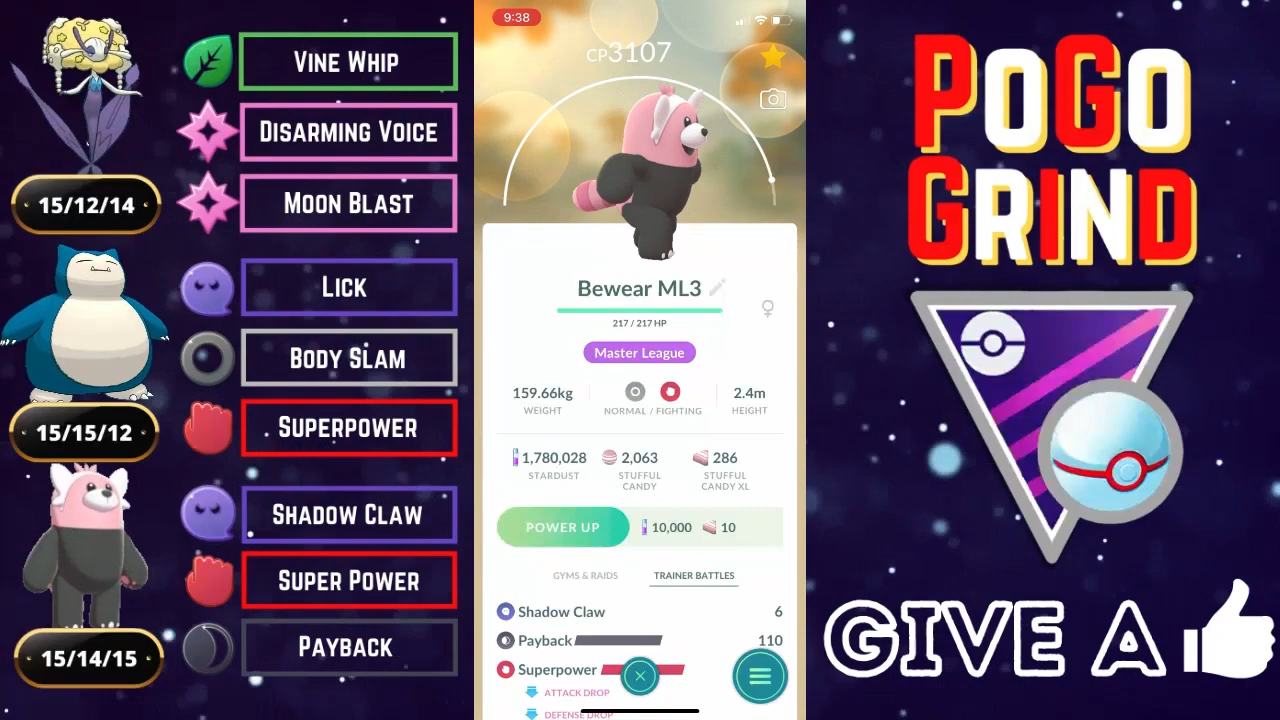 VINE WHIP
DISARMING VOICE
MOON BLAST
15/12/14
LICK
BODY SLAM
SUPERPOWER
15/15/12
SHADOW CLAW
SUPER POWER
PAYBACK
15/14/15
9:38
CP3107
Bewear ML3
217 / 217 HP
Master League
159.66kg
WEIGHT
NORMAL / FIGHTING
2.4m
HEIGHT
1,780,028
STARDUST
2,063
STUFFUL
CANDY
286
STUFFUL
CANDY XL
POWER UP
10,000
10
GYMS & RAIDS
TRAINER BATTLES
Shadow Claw 6
Payback 110
Superpower
ATTACK DROP
DEFENSE DROP
POGO
GRIND
GIVE A